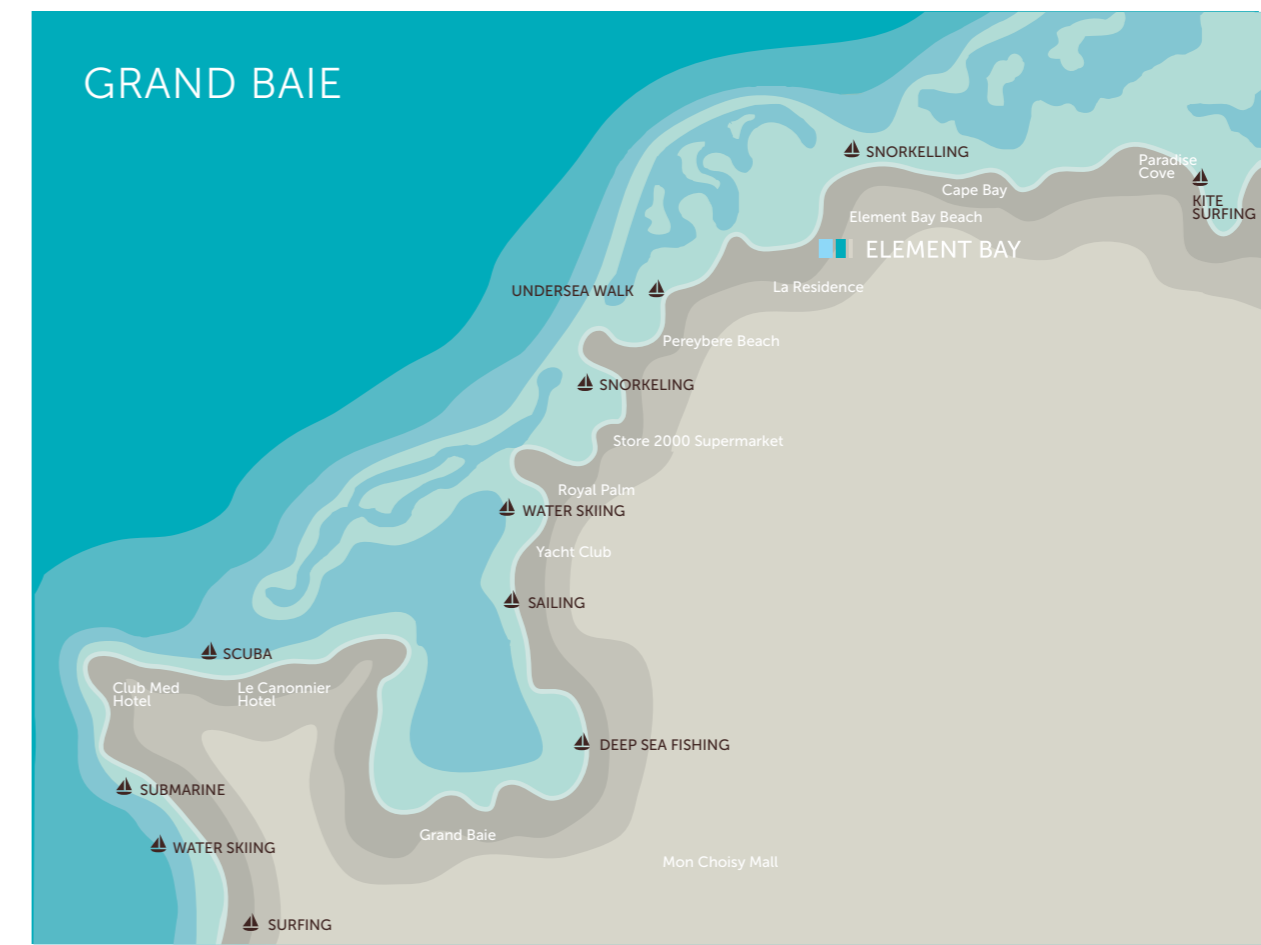 GRAND BAIE
SNORKELLING
Paradise
Cove
Cape Bay
KITE
SURFING
Element Bay Beach
ELEMENT BAY
La Residence
UNDERSEA WALK
Pereybere Beach
SNORKELING
Store 2000 Supermarket
Royal Palm
WATER SKIING
Yacht Club
SAILING
SCUBA
Club Med
Hotel
Le Canonnier
Hotel
DEEP SEA FISHING
SUBMARINE
Grand Baie
WATER SKIING
Mon Choisy Mall
SURFING